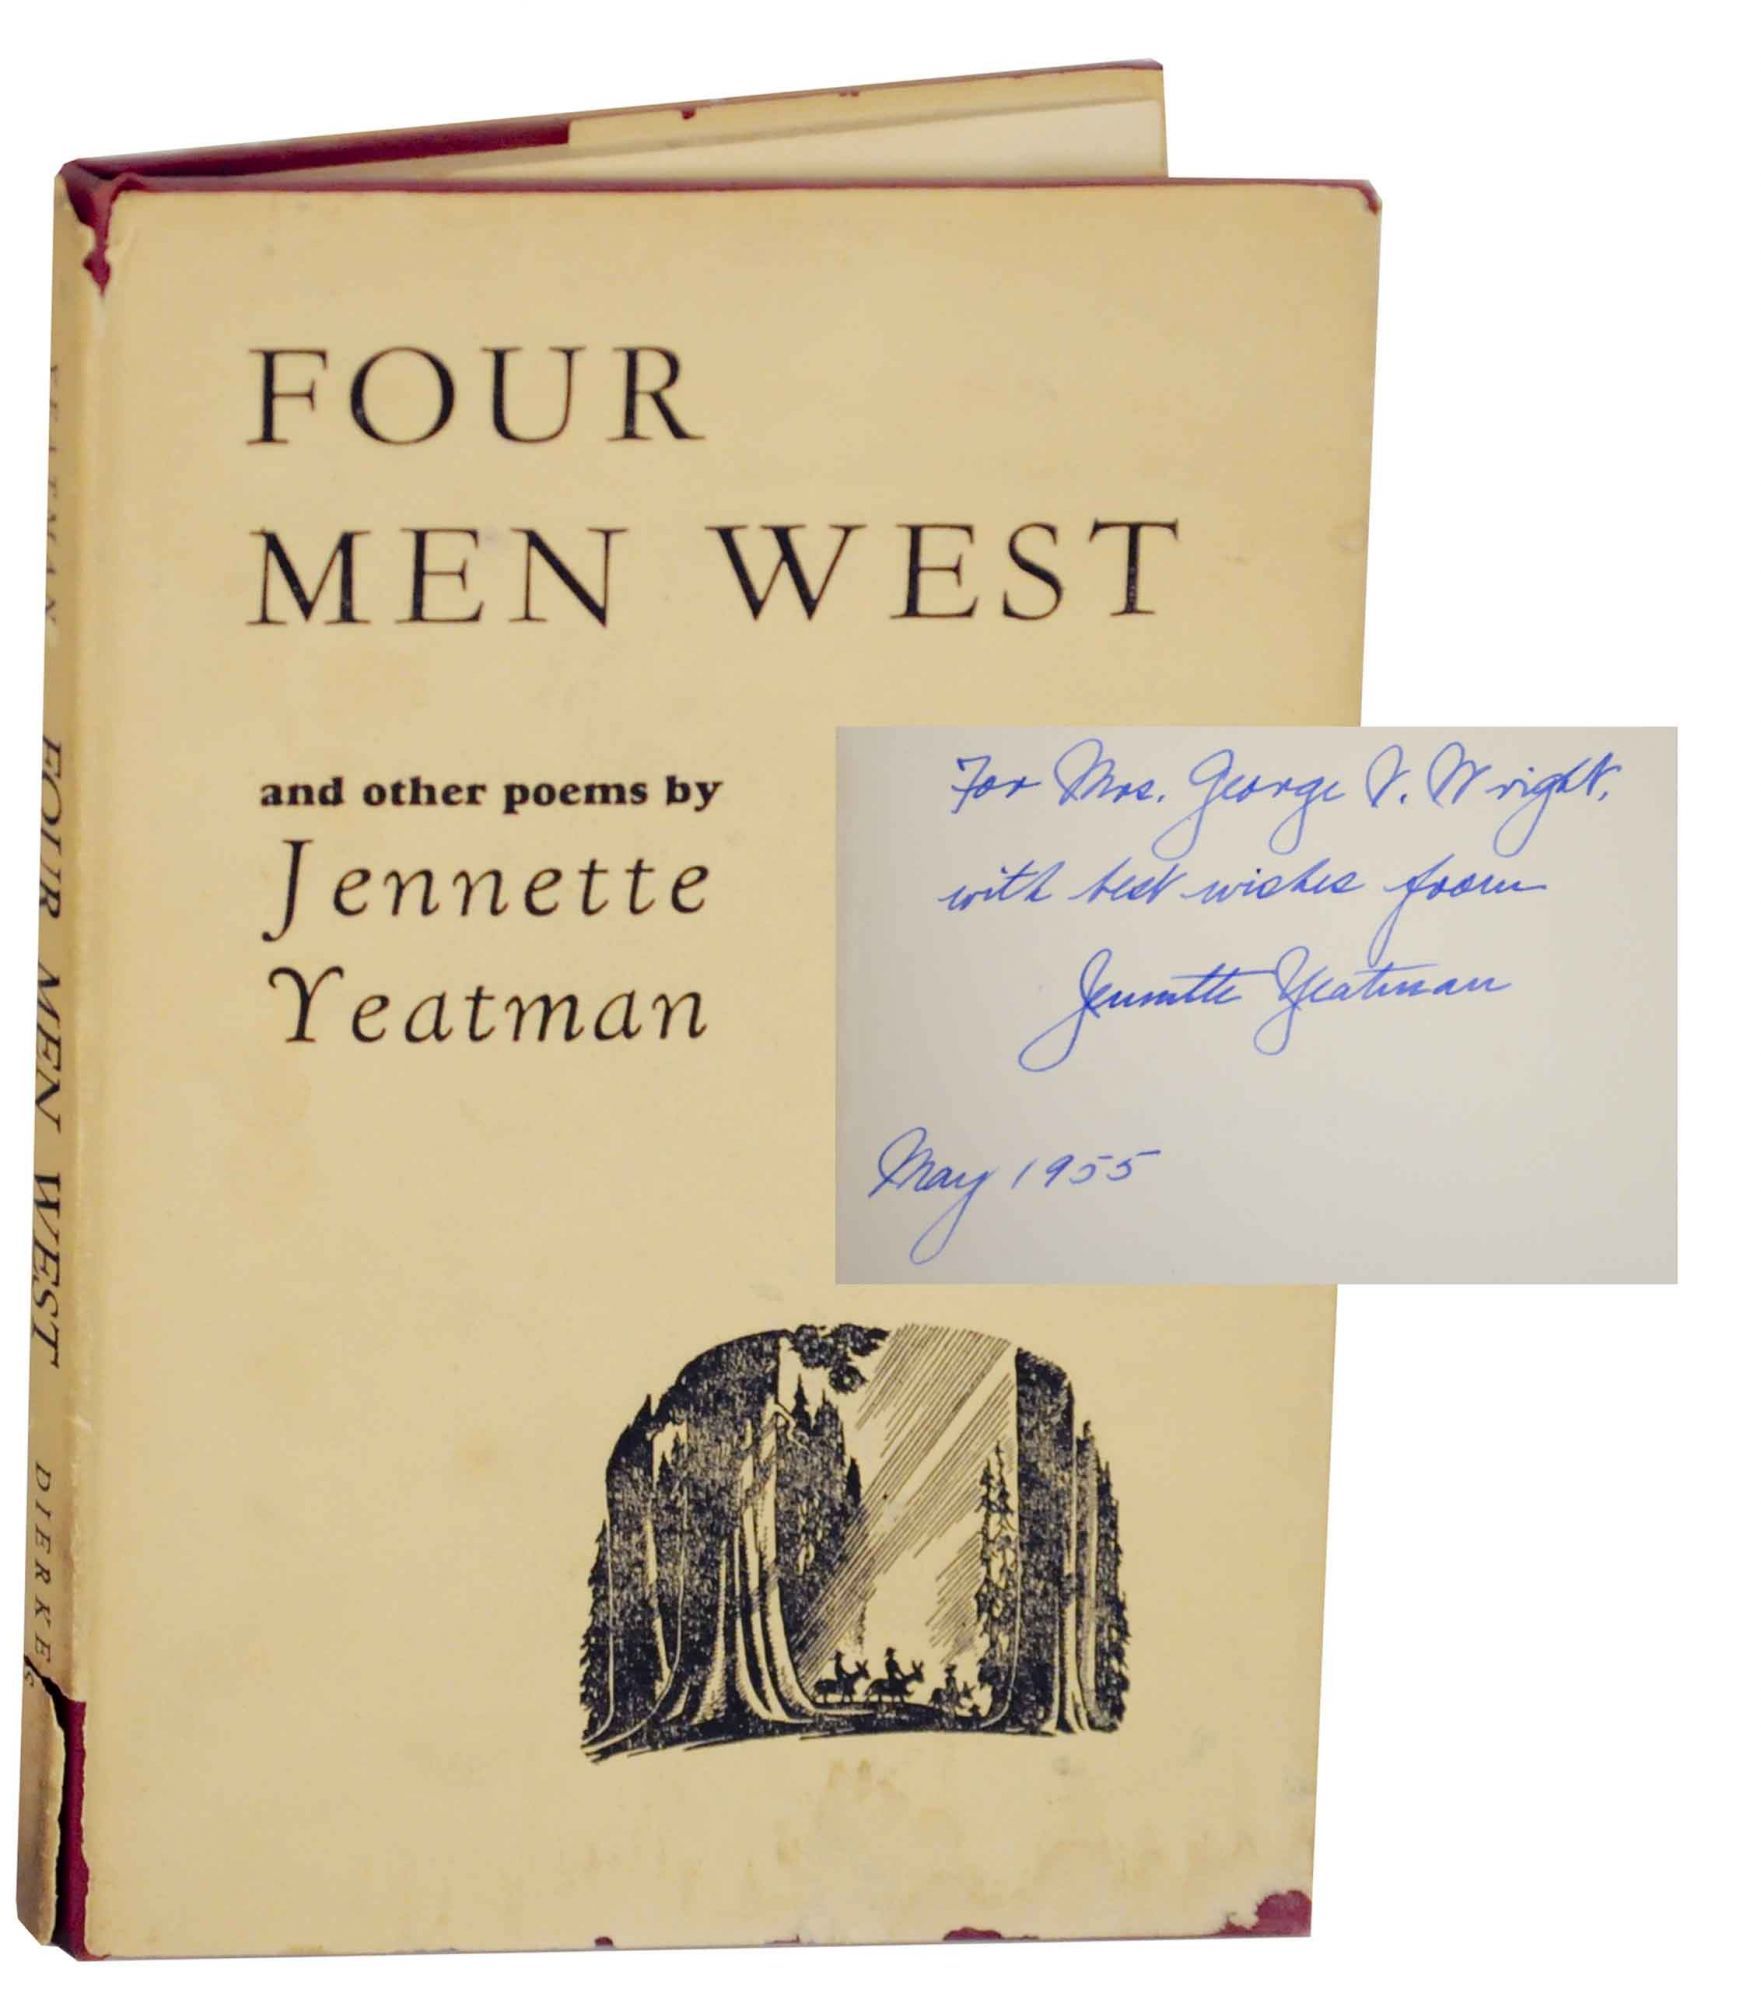 FOUR
MEN WEST
and other poems by
Jennette
Yeatman
For Mrs. George V. Wright,
with best wishes from
Jennette Yeatman
May 1955
YEATMAN FOUR MEN WEST DIERKES